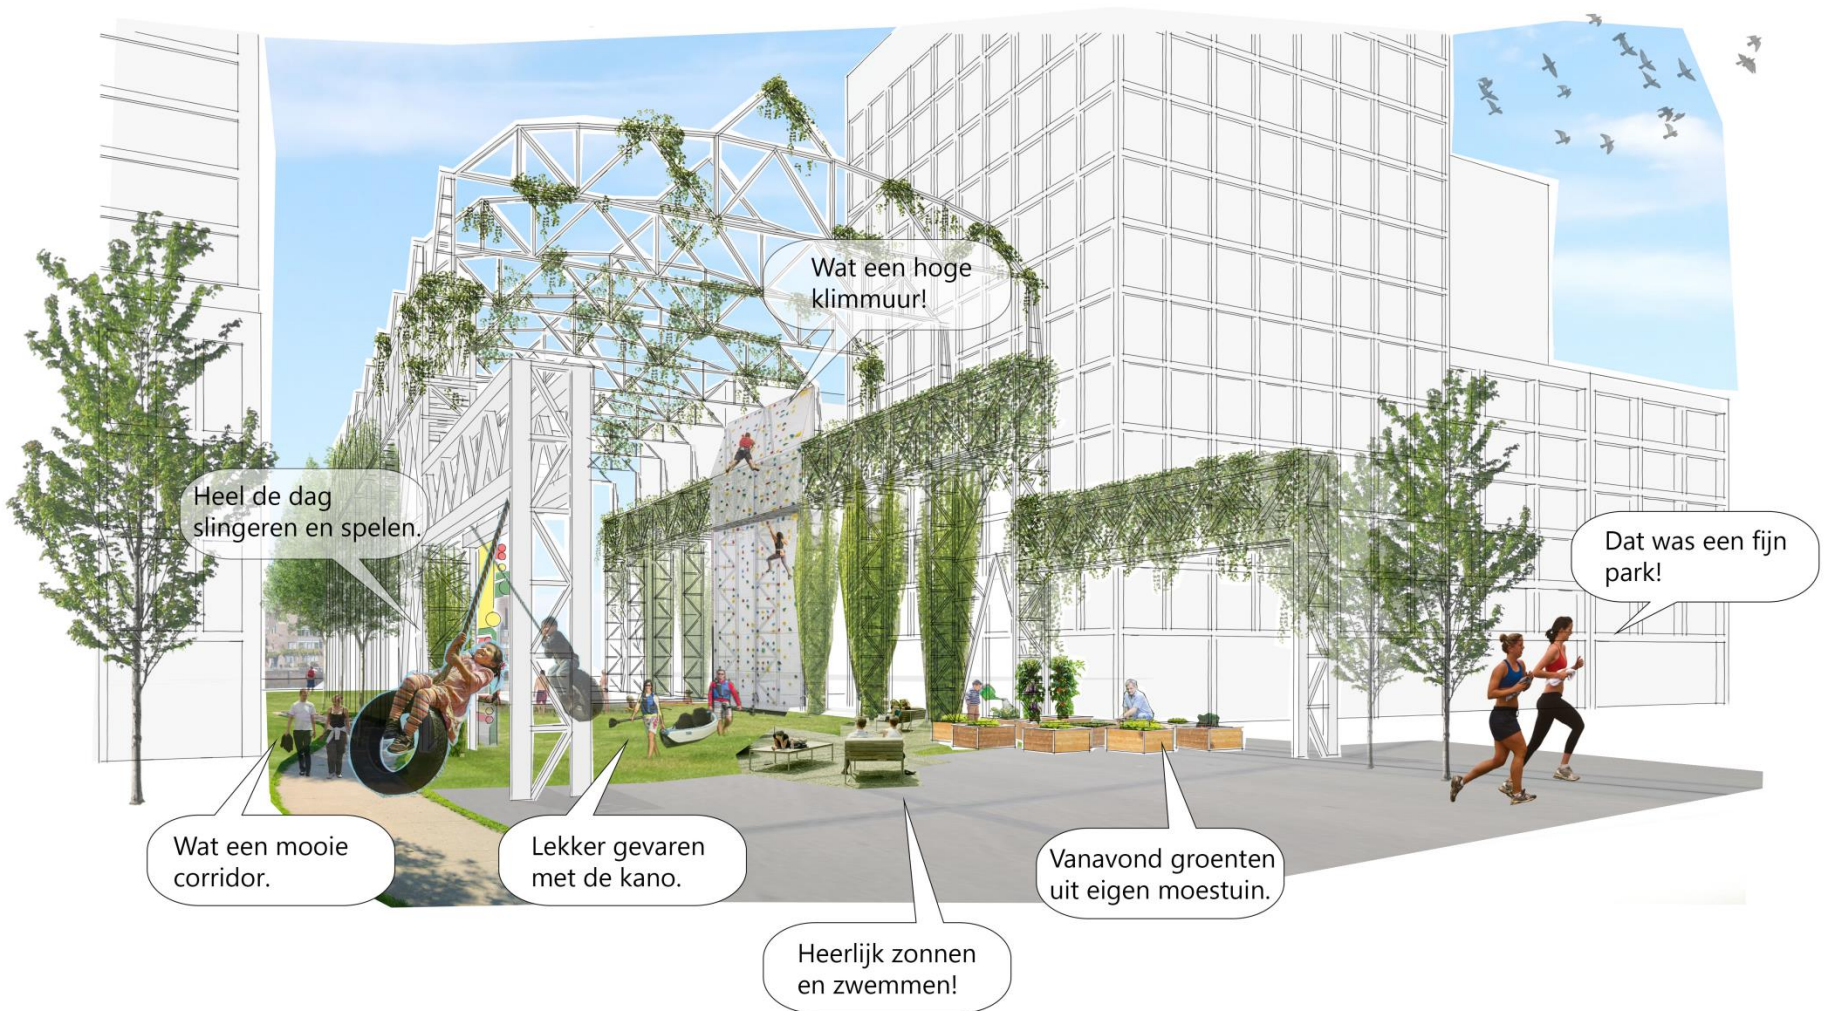 Wat een hoge
klimmuur!
Heel de dag
slingeren en spelen.
Dat was een fijn
park!
Wat een mooie
corridor.
Lekker gevaren
met de kano.
Vanavond groenten
uit eigen moestuin.
Heerlijk zonnen
en zwemmen!